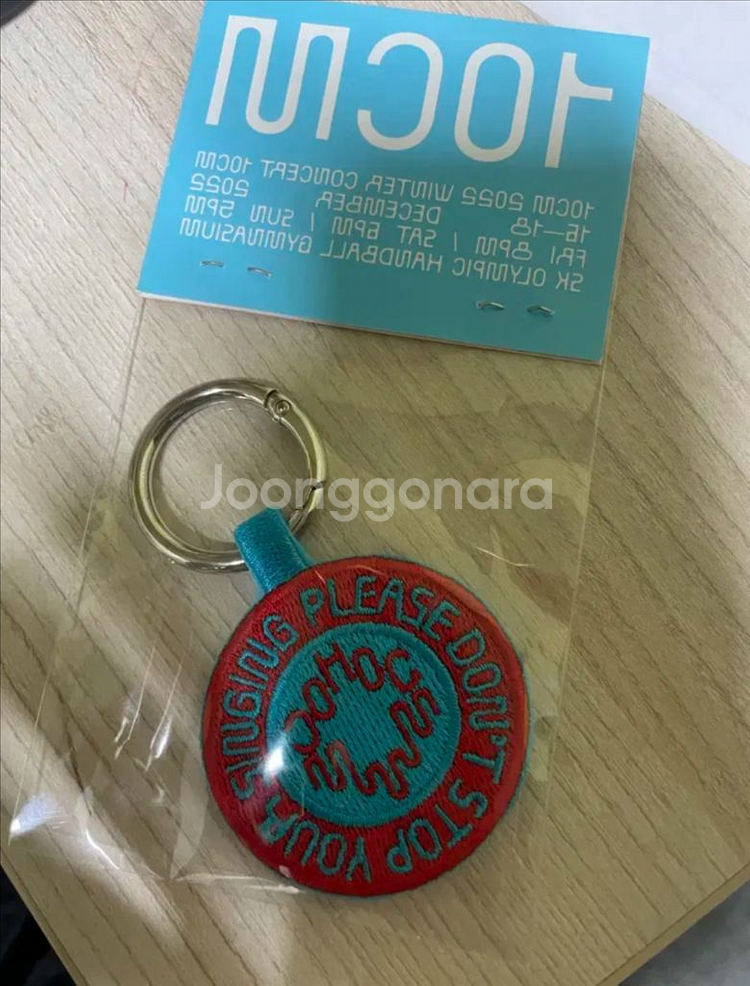 10CM
10CM 2022 WINTER CONCERT 10CM
16—18 DECEMBER 2022
FRI 8PM / SAT 6PM / SUN 5PM
SK OLYMPIC HANDBALL GYMNASIUM
Joonggonara
PLEASE DON'T STOP YOUR SINGING